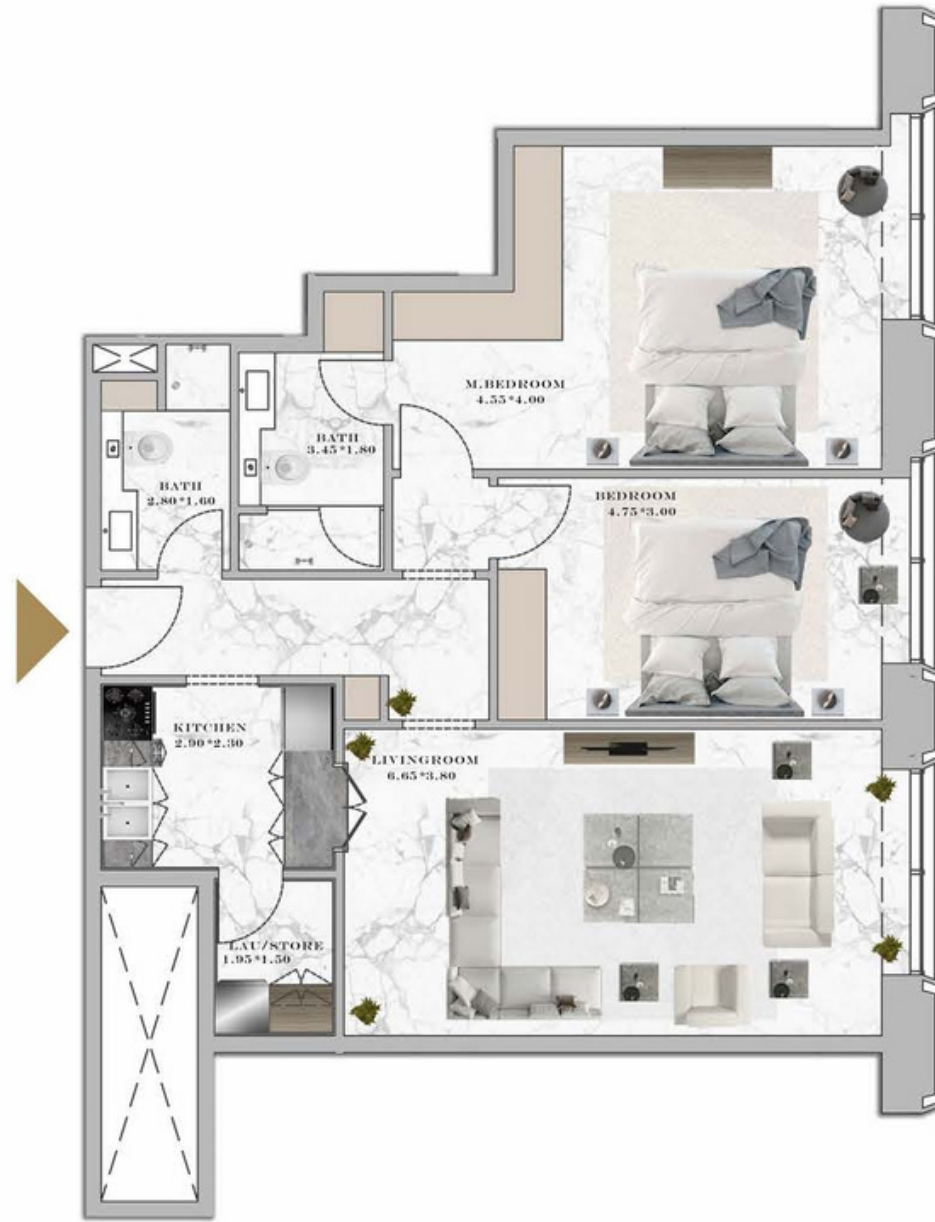 M.BEDROOM
4.55*4.00
BATH
3.45*1.80
BATH
2.80*1.60
BEDROOM
4.75*3.00
KITCHEN
2.90*2.30
LIVINGROOM
6.65*3.80
LAU/STORE
1.95*1.50